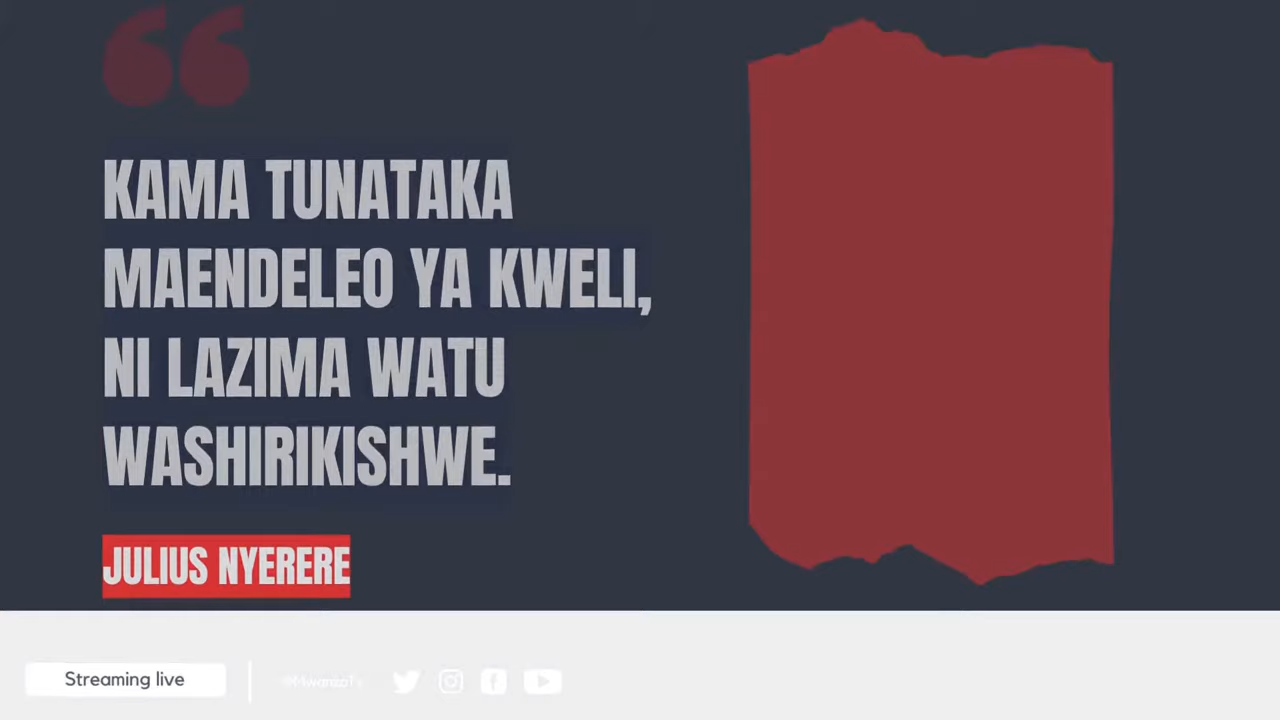 “
KAMA TUNATAKA
MAENDELEO YA KWELI,
NI LAZIMA WATU
WASHIRIKISHWE.
JULIUS NYERERE
Streaming live